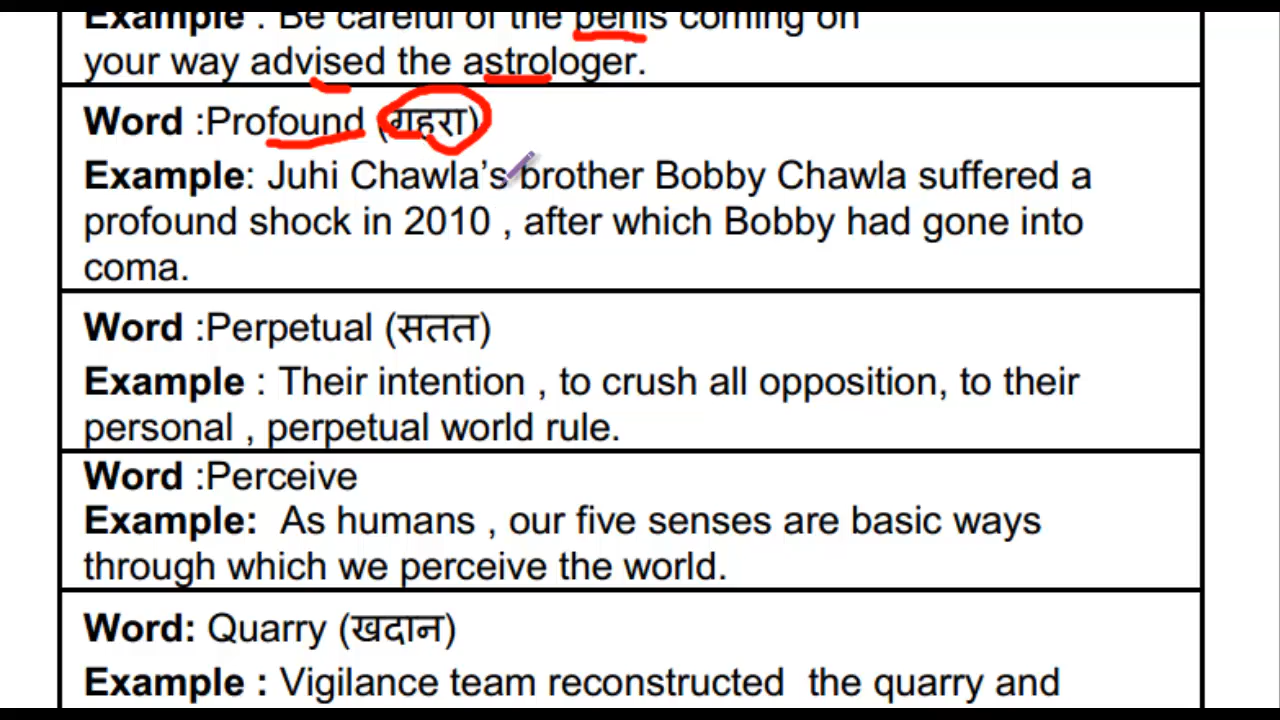 Example : Be careful of the perils coming on
your way advised the astrologer.
Word :Profound (गहरा)
Example: Juhi Chawla's brother Bobby Chawla suffered a
profound shock in 2010 , after which Bobby had gone into
coma.
Word :Perpetual (सतत)
Example : Their intention , to crush all opposition, to their
personal , perpetual world rule.
Word :Perceive
Example: As humans , our five senses are basic ways
through which we perceive the world.
Word: Quarry (खदान)
Example : Vigilance team reconstructed the quarry and